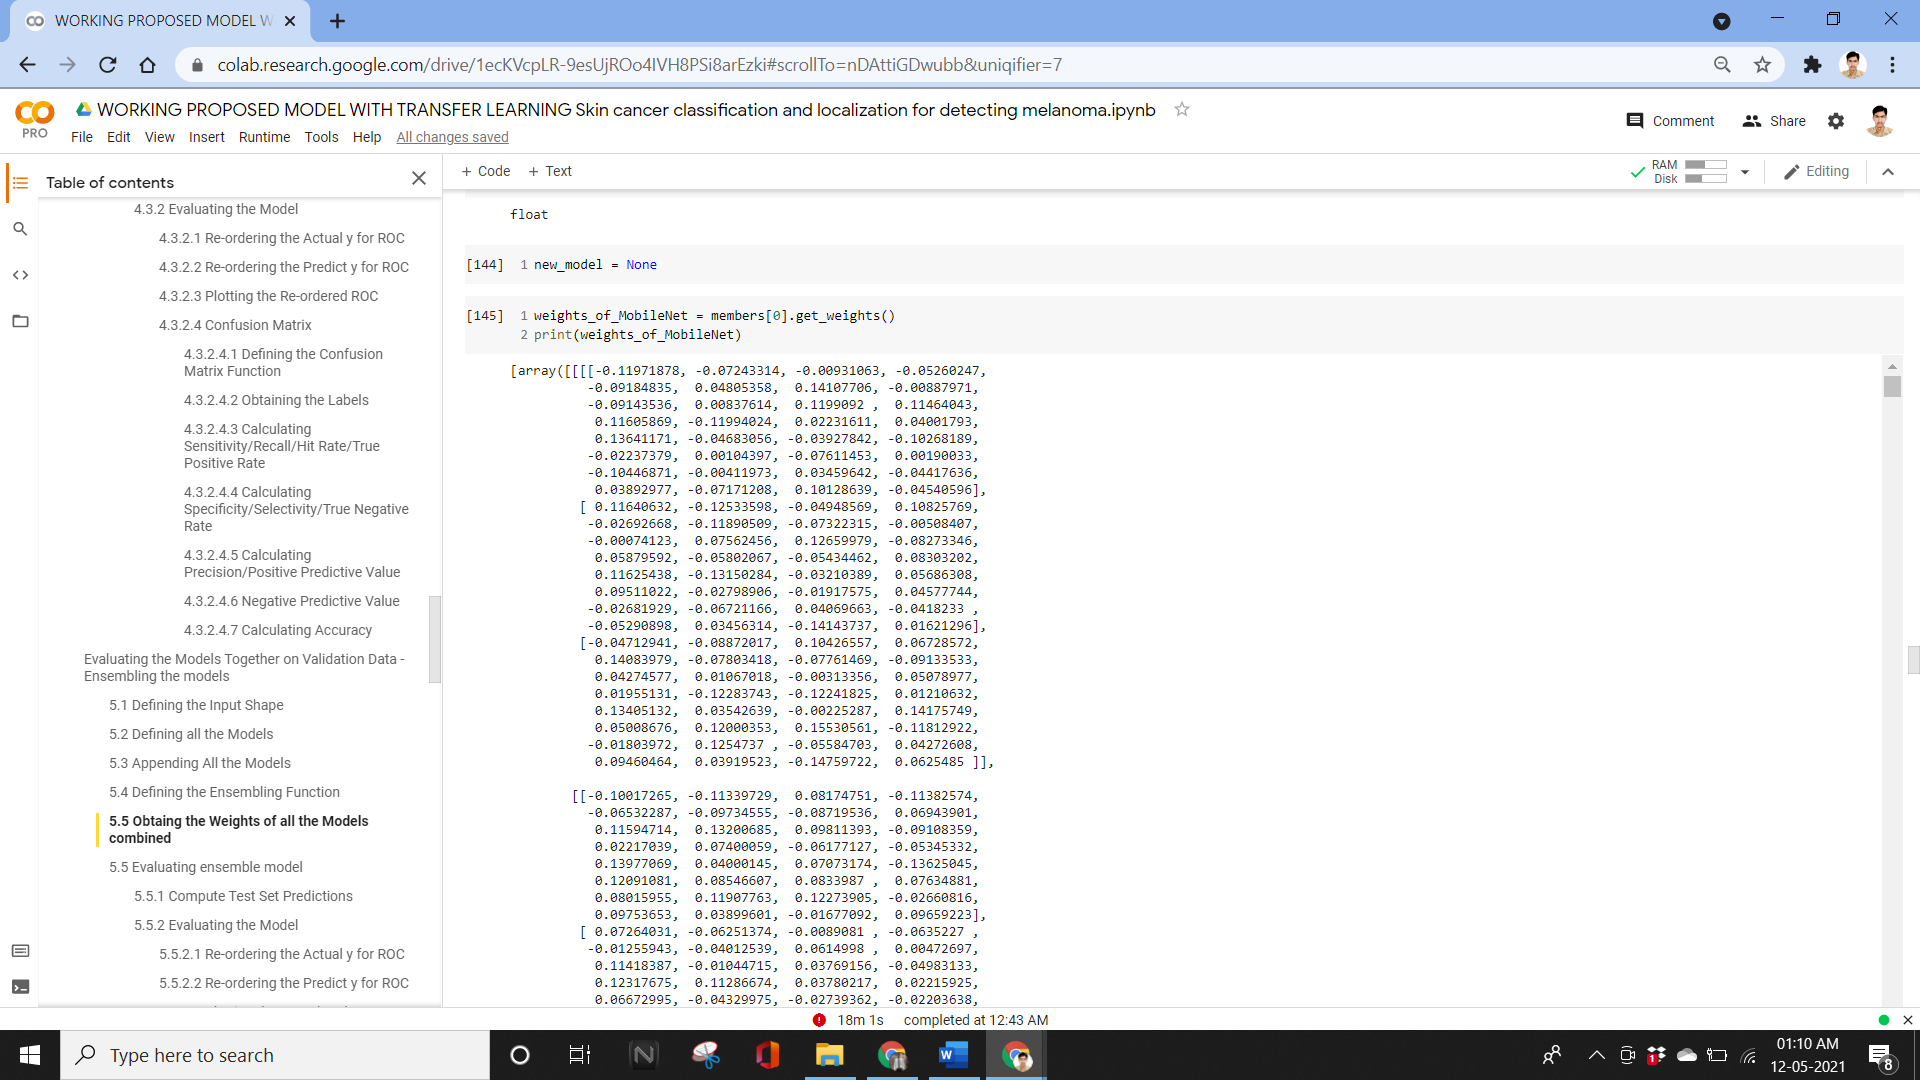 WORKING PROPOSED MODEL W
colab.research.google.com/drive/1ecKVcpLR-9esUjROo4IVH8PSi8arEzki#scrollTo=nDAttiGDwubb&uniqifier=7
PRO
WORKING PROPOSED MODEL WITH TRANSFER LEARNING Skin cancer classification and localization for detecting melanoma.ipynb
File Edit View Insert Runtime Tools Help All changes saved
Comment
Share
Table of contents
4.3.2 Evaluating the Model
4.3.2.1 Re-ordering the Actual y for ROC
4.3.2.2 Re-ordering the Predict y for ROC
4.3.2.3 Plotting the Re-ordered ROC
4.3.2.4 Confusion Matrix
4.3.2.4.1 Defining the Confusion
Matrix Function
4.3.2.4.2 Obtaining the Labels
4.3.2.4.3 Calculating
Sensitivity/Recall/Hit Rate/True
Positive Rate
4.3.2.4.4 Calculating
Specificity/Selectivity/True Negative
Rate
4.3.2.4.5 Calculating
Precision/Positive Predictive Value
4.3.2.4.6 Negative Predictive Value
4.3.2.4.7 Calculating Accuracy
Evaluating the Models Together on Validation Data -
Ensembling the models
5.1 Defining the Input Shape
5.2 Defining all the Models
5.3 Appending All the Models
5.4 Defining the Ensembling Function
5.5 Obtaing the Weights of all the Models
combined
5.5 Evaluating ensemble model
5.5.1 Compute Test Set Predictions
5.5.2 Evaluating the Model
5.5.2.1 Re-ordering the Actual y for ROC
5.5.2.2 Re-ordering the Predict y for ROC
+ Code + Text
RAM
Disk
Editing
float
[144] 1 new_model = None
[145] 1 weights_of_MobileNet = members[0].get_weights()
2 print(weights_of_MobileNet)
[array([[[[-0.11971878, -0.07243314, -0.00931063, -0.05260247,
-0.09184835, 0.04805358, 0.14107706, -0.00887971,
-0.09143536, 0.00837614, 0.1199092 , 0.11464043,
0.11605869, -0.11994024, 0.02231611, 0.04001793,
0.13641171, -0.04683056, -0.03927842, -0.10268189,
-0.02237379, 0.00104397, -0.07611453, 0.00190033,
-0.10446871, -0.00411973, 0.03459642, -0.04417636,
0.03892977, -0.07171208, 0.10128639, -0.04540596],
[ 0.11640632, -0.12533598, -0.04948569, 0.10825769,
-0.02692668, -0.11890509, -0.07322315, -0.00508407,
-0.00074123, 0.07562456, 0.12659979, -0.08273346,
0.05879592, -0.05802067, -0.05434462, 0.08303202,
0.11625438, -0.13150284, -0.03210389, 0.05686308,
0.09511022, -0.02798906, -0.01917575, 0.04577744,
-0.02681929, -0.06721166, 0.04069663, -0.0418233 ,
-0.05290898, 0.03456314, -0.14143737, 0.01621296],
[-0.04712941, -0.08872017, 0.10426557, 0.06728572,
0.14083979, -0.07803418, -0.07761469, -0.09133533,
0.04274577, 0.01067018, -0.00313356, 0.05078977,
0.01955131, -0.12283743, -0.12241825, 0.01210632,
0.13405132, 0.03542639, -0.00225287, 0.14175749,
0.05008676, 0.12000353, 0.15530561, -0.11812922,
-0.01803972, 0.1254737 , -0.05584703, 0.04272608,
0.09460464, 0.03919523, -0.14759722, 0.0625485 ]],
[[-0.10017265, -0.11339729, 0.08174751, -0.11382574,
-0.06532287, -0.09734555, -0.08719536, 0.06943901,
0.11594714, 0.13200685, 0.09811393, -0.09108359,
0.02217039, 0.07400059, -0.06177127, -0.05345332,
0.13977069, 0.04000145, 0.07073174, -0.13625045,
0.12091081, 0.08546607, 0.0833987 , 0.07634881,
0.08015955, 0.11907763, 0.12273905, -0.02660816,
0.09753653, 0.03899601, -0.01677092, 0.09659223],
[ 0.07264031, -0.06251374, -0.0089081 , -0.0635227 ,
-0.01255943, -0.04012539, 0.0614998 , 0.00472697,
0.11418387, -0.01044715, 0.03769156, -0.04983133,
0.12317675, 0.11286674, 0.03780217, 0.02215925,
0.06672995, -0.04329975, -0.02739362, -0.02203638,
18m 1s completed at 12:43 AM
Type here to search
01:10 AM
12-05-2021
8